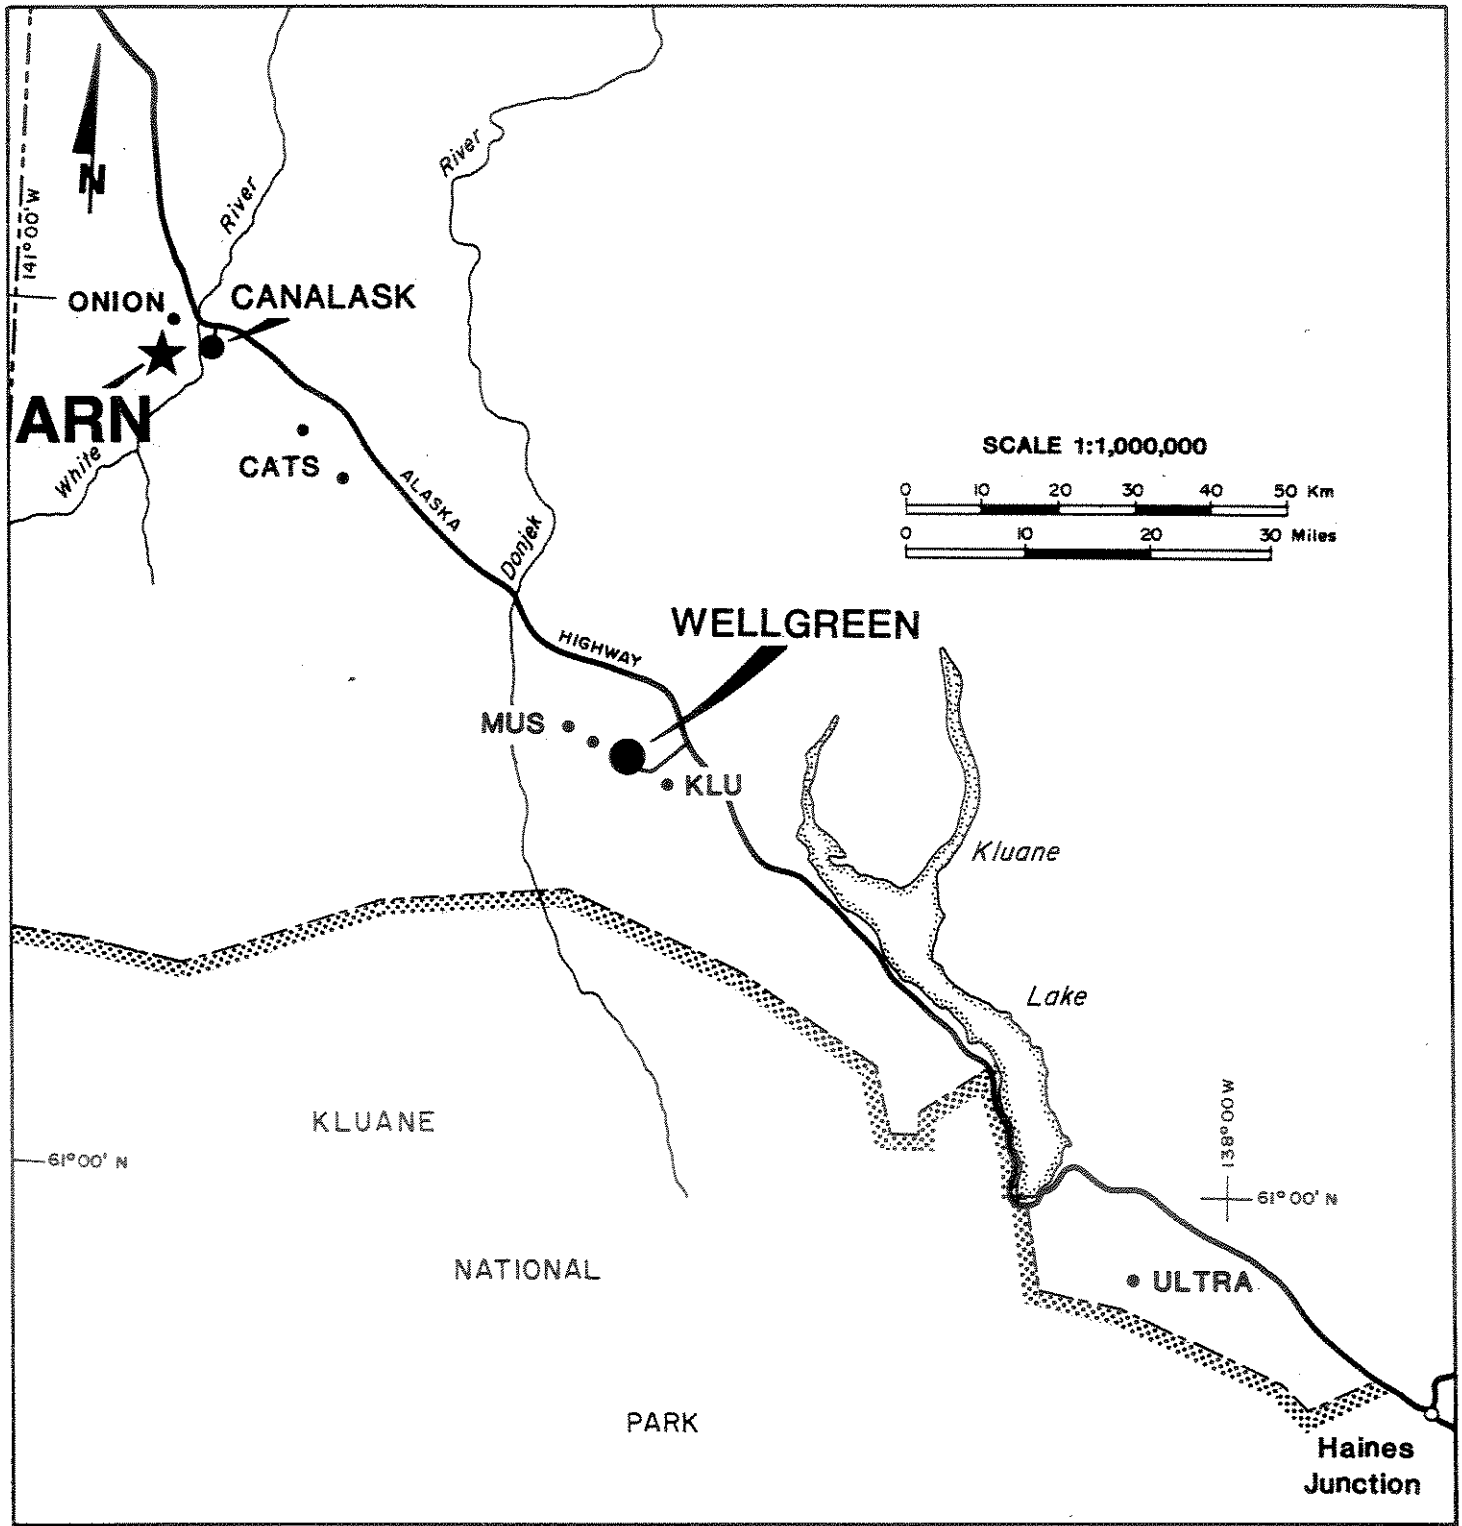 N
141°00'W
River
River
ONION
CANALASK
ARN
White
CATS
ALASKA
SCALE 1:1,000,000
0 10 20 30 40 50 Km
0 10 20 30 Miles
Donjek
WELLGREEN
HIGHWAY
MUS
KLU
Kluane
Lake
KLUANE
61°00' N
138°00'W
61°00' N
NATIONAL
ULTRA
PARK
Haines
Junction